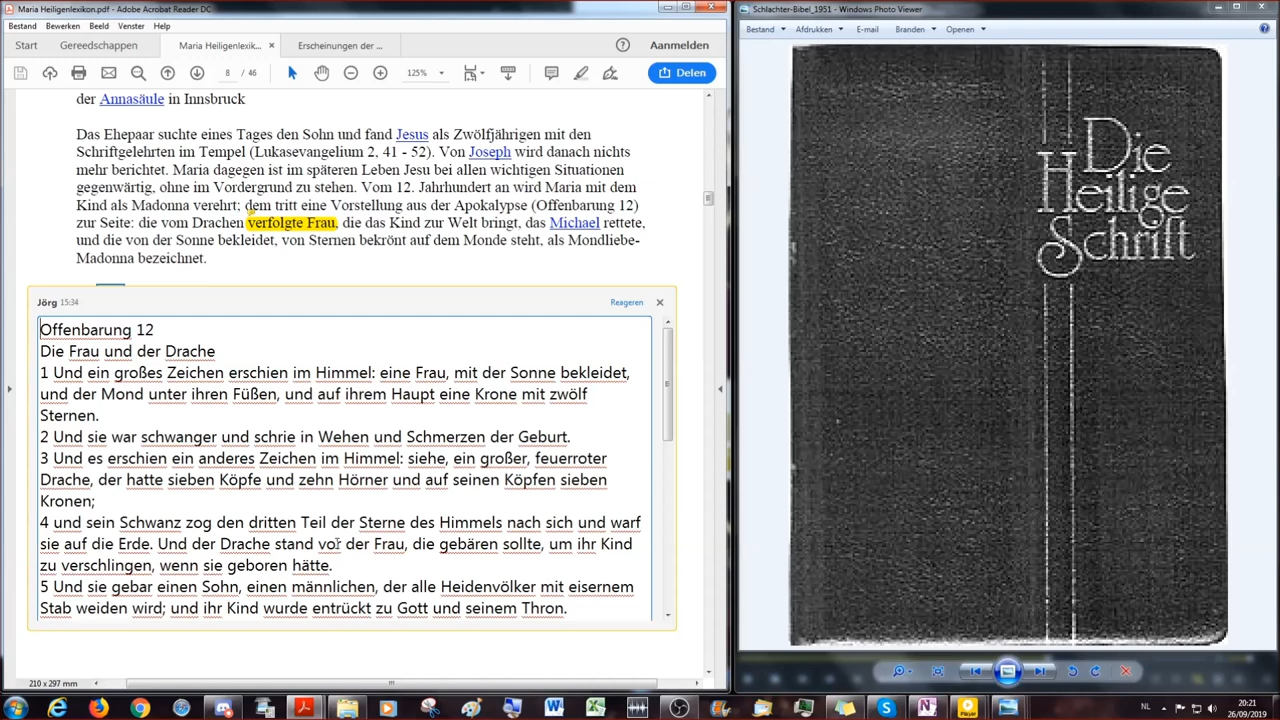 Maria Heiligenlexikon.pdf - Adobe Acrobat Reader DC
Bestand Bewerken Beeld Venster Help
Start Gereedschappen Maria Heiligenlex... × Erscheinungen der ... Aanmelden
8 / 46 125% Delen
der Annasäule in Innsbruck
Das Ehepaar suchte eines Tages den Sohn und fand Jesus als Zwölfjährigen mit den
Schriftgelehrten im Tempel (Lukasevangelium 2, 41 - 52). Von Joseph wird danach nichts
mehr berichtet. Maria dagegen ist im späteren Leben Jesu bei allen wichtigen Situationen
gegenwärtig, ohne im Vordergrund zu stehen. Vom 12. Jahrhundert an wird Maria mit dem
Kind als Madonna verehrt; dem tritt eine Vorstellung aus der Apokalypse (Offenbarung 12)
zur Seite: die vom Drachen verfolgte Frau, die das Kind zur Welt bringt, das Michael rettete,
und die von der Sonne bekleidet, von Sternen bekrönt auf dem Monde steht, als Mondliebe-
Madonna bezeichnet.
Jörg 15:34 Reageren ×
Offenbarung 12
Die Frau und der Drache
1 Und ein großes Zeichen erschien im Himmel: eine Frau, mit der Sonne bekleidet,
und der Mond unter ihren Füßen, und auf ihrem Haupt eine Krone mit zwölf
Sternen.
2 Und sie war schwanger und schrie in Wehen und Schmerzen der Geburt.
3 Und es erschien ein anderes Zeichen im Himmel: siehe, ein großer, feuerroter
Drache, der hatte sieben Köpfe und zehn Hörner und auf seinen Köpfen sieben
Kronen;
4 und sein Schwanz zog den dritten Teil der Sterne des Himmels nach sich und warf
sie auf die Erde. Und der Drache stand vor der Frau, die gebären sollte, um ihr Kind
zu verschlingen, wenn sie geboren hätte.
5 Und sie gebar einen Sohn, einen männlichen, der alle Heidenvölker mit eisernem
Stab weiden wird; und ihr Kind wurde entrückt zu Gott und seinem Thron.
210 x 297 mm
Schlachter-Bibel_1951 - Windows Photo Viewer
Bestand Afdrukken E-mail Branden Openen
Die
Heilige
Schrift
NL 20:21
26/09/2019